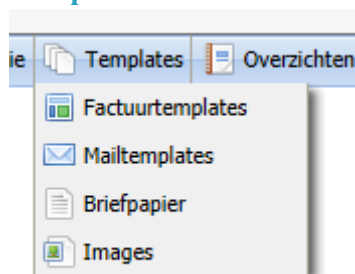 ie Templates Overzichten
Factuurtemplates
Mailtemplates
Briefpapier
Images